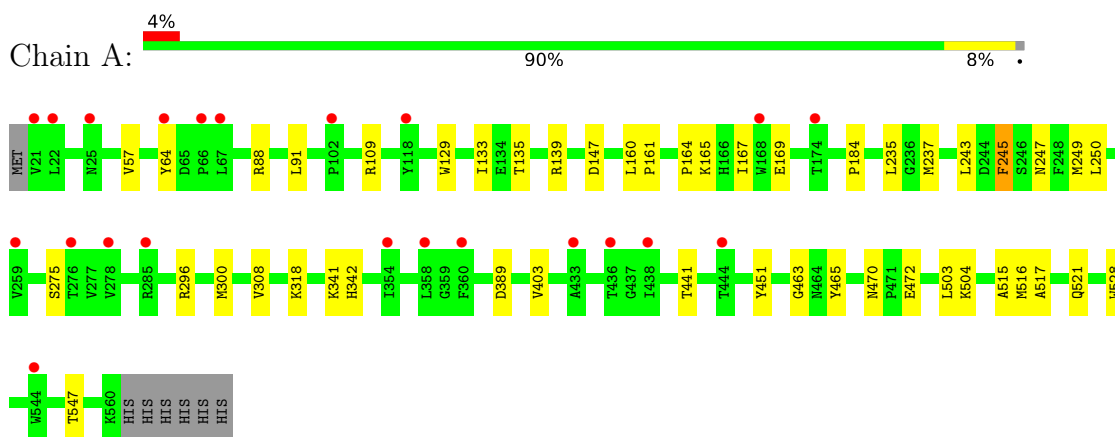 4%
Chain A:
90% 8%
MET V21 L22 N25 V57 Y64 D65 P66 L67 R88 L91 P102 R109 Y118 W129 I133 E134 T135 R139 D147 L160 P161 P164 K165 H166 I167 W168 E169 T174 P184 L235 G236 M237 L243 D244 F245 S246 N247 F248 M249 L250
V259 S275 T276 V277 V278 R285 R296 M300 V308 K318 K341 H342 I354 L358 G359 F360 D389 V403 A433 T436 G437 I438 T441 T444 Y451 G463 N464 Y465 N470 P471 E472 L503 K504 A515 M516 A517 Q521 W528
W544 T547 K560 HIS HIS HIS HIS HIS HIS